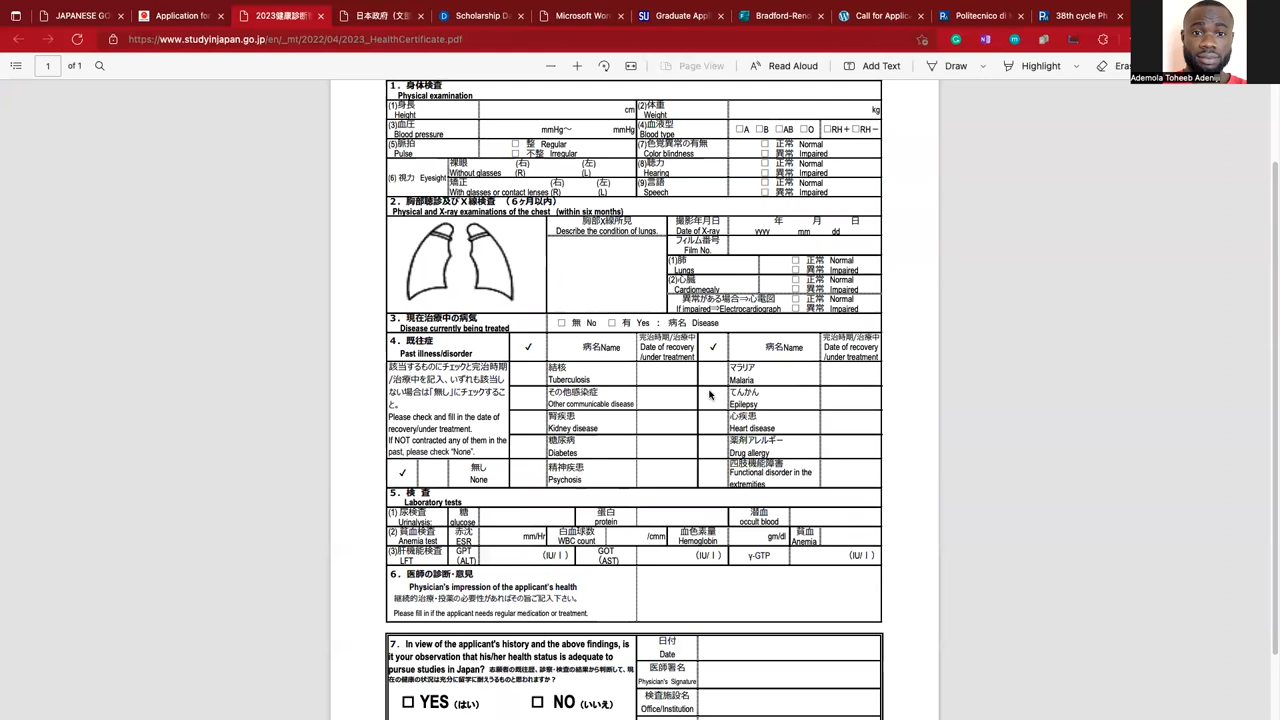 JAPANESE GO
Application for
2023健康診断
日本政府（文部
Scholarship Da
Microsoft Wor
Graduate Appl
Bradford-Reno
Call for Applic
Politecnico di
38th cycle Ph
https://www.studyinjapan.go.jp/en/_mt/2022/04/2023_HealthCertificate.pdf
1 of 1
Page View
Read Aloud
Add Text
Draw
Highlight
Eras
Ademola Toheeb Adeniji
1．身体検査
Physical examination
(1)身長
Height
cm
(2)体重
Weight
kg
(3)血圧
Blood pressure
mmHg～ mmHg
(4)血液型
Blood type
□A □B □AB □O □RH＋□RH－
(5)脈拍
Pulse
□ 整 Regular
□ 不整 Irregular
(7)色覚異常の有無
Color blindness
□ 正常 Normal
□ 異常 Impaired
(6) 視力 Eyesight
裸眼 (右) (左)
Without glasses (R) (L)
矯正 (右) (左)
With glasses or contact lenses (R) (L)
(8)聴力
Hearing
□ 正常 Normal
□ 異常 Impaired
(9)言語
Speech
□ 正常 Normal
□ 異常 Impaired
2．胸部聴診及びＸ線検査 （6ヶ月以内）
Physical and X-ray examinations of the chest (within six months)
胸部X線所見
Describe the condition of lungs.
撮影年月日 年 月 日
Date of X-ray yyyy mm dd
フィルム番号
Film No.
(1)肺
Lungs
□ 正常 Normal
□ 異常 Impaired
(2)心臓
Cardiomegaly
□ 正常 Normal
□ 異常 Impaired
異常がある場合⇒心電図
If impaired⇒Electrocardiograph
□ 正常 Normal
□ 異常 Impaired
3．現在治療中の病気
Disease currently being treated
□ 無 No □ 有 Yes : 病名 Disease
4．既往症
Past illness/disorder
✓
病名Name
完治時期/治療中
Date of recovery
/under treatment
✓
病名Name
完治時期/治療中
Date of recovery
/under treatment
該当するものにチェックと完治時期
/治療中を記入、いずれも該当し
ない場合は「無し」にチェックするこ
と。
Please check and fill in the date of
recovery/under treatment.
If NOT contracted any of them in the
past, please check "None".
✓
無し
None
結核
Tuberculosis
マラリア
Malaria
その他感染症
Other communicable disease
てんかん
Epilepsy
腎疾患
Kidney disease
心疾患
Heart disease
糖尿病
Diabetes
薬剤アレルギー
Drug allergy
精神疾患
Psychosis
四肢機能障害
Functional disorder in the
extremities
5．検 査
Laboratory tests
(1) 尿検査
Urinalysis:
糖
glucose
蛋白
protein
潜血
occult blood
(2) 貧血検査
Anemia test
赤沈
ESR
mm/Hr
白血球数
WBC count
/cmm
血色素量
Hemoglobin
gm/dl
貧血
Anemia
(3)肝機能検査
LFT
GPT
（ALT）
（IU/ｌ）
GOT
（AST）
（IU/ｌ）
γ-GTP
（IU/ｌ）
6．医師の診断・意見
Physician's impression of the applicant's health
継続的治療・投薬の必要性があればその旨ご記入下さい。
Please fill in if the applicant needs regular medication or treatment.
7．In view of the applicant's history and the above findings, is
it your observation that his/her health status is adequate to
pursue studies in Japan? 志願者の既往歴、診察・検査の結果から判断して、現
在の健康の状況は充分に留学に耐えうるものと思われますか？
□ YES (はい) □ NO (いいえ)
日付
Date
医師署名
Physician's Signature
検査施設名
Office/Institution